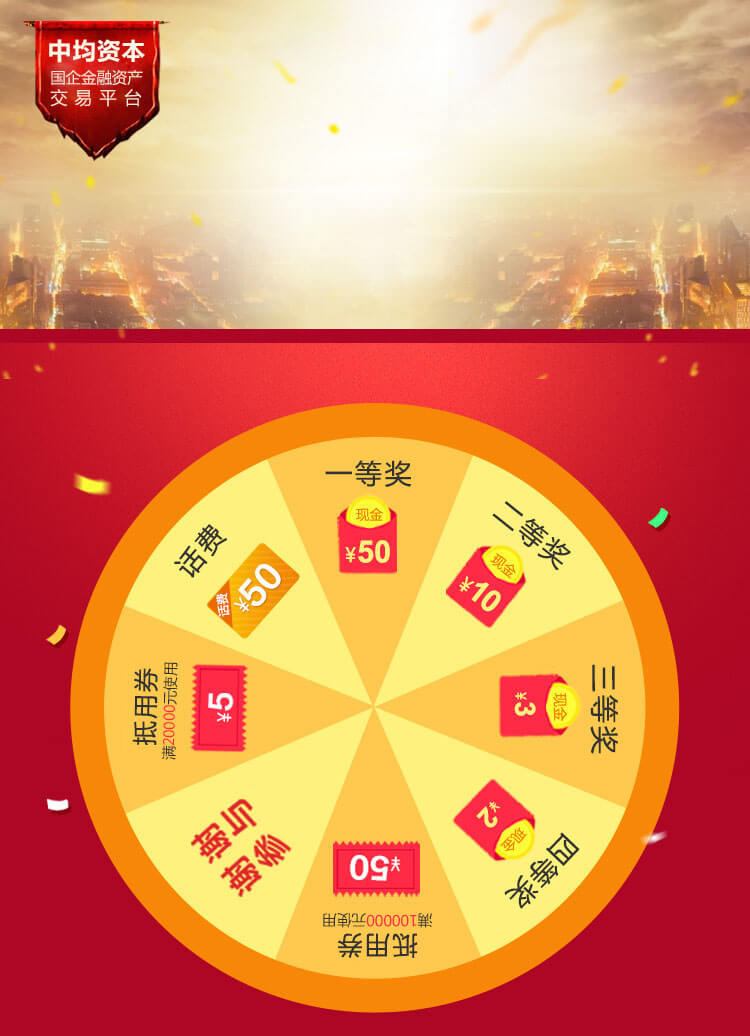 中均资本
国企金融资产
交易平台
一等奖
现金
¥50
二等奖
现金
¥10
三等奖
现金
¥3
四等奖
现金
¥2
抵用券
满100000元使用
¥50
谢谢
参与
抵用券
满20000元使用
¥5
话费
话费
¥50